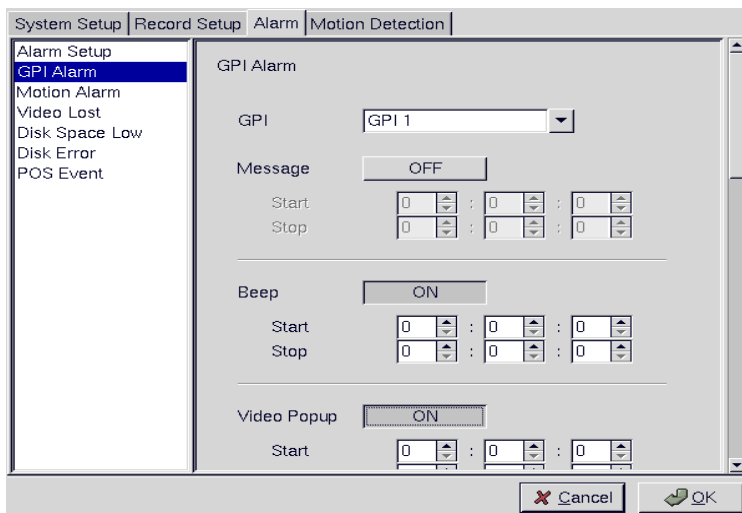 System Setup Record Setup Alarm Motion Detection
Alarm Setup
GPI Alarm
Motion Alarm
Video Lost
Disk Space Low
Disk Error
POS Event
GPI Alarm
GPI GPI 1
Message OFF
Start 0 : 0 : 0
Stop 0 : 0 : 0
Beep ON
Start 0 : 0 : 0
Stop 0 : 0 : 0
Video Popup ON
Start 0 : 0 : 0
Cancel OK